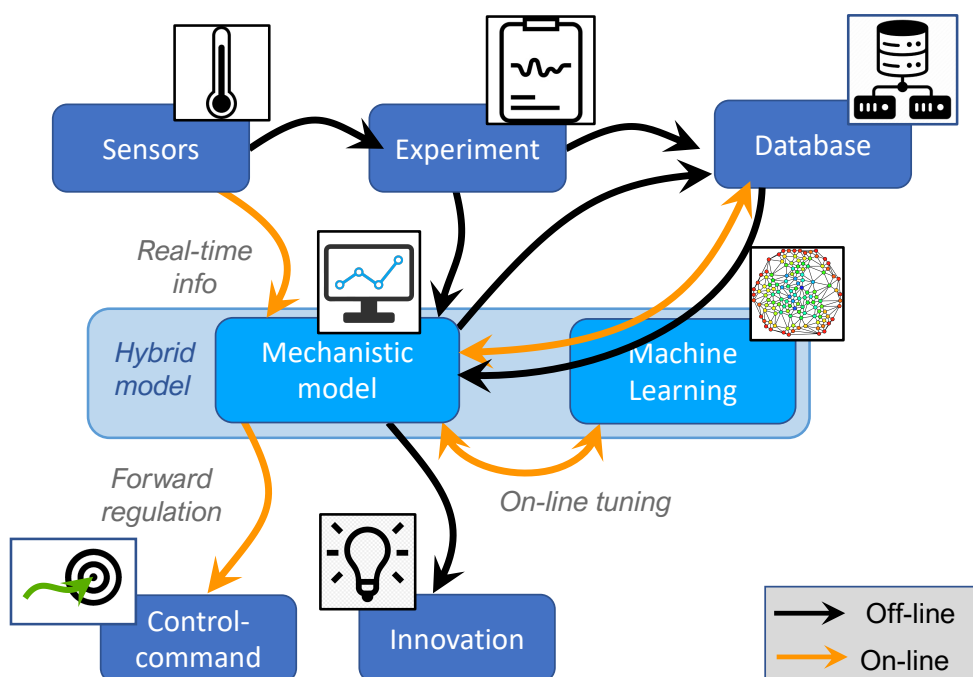 Sensors
Experiment
Database
Real-time
info
Hybrid
model
Mechanistic
model
Machine
Learning
Forward
regulation
On-line tuning
Control-
command
Innovation
Off-line
On-line